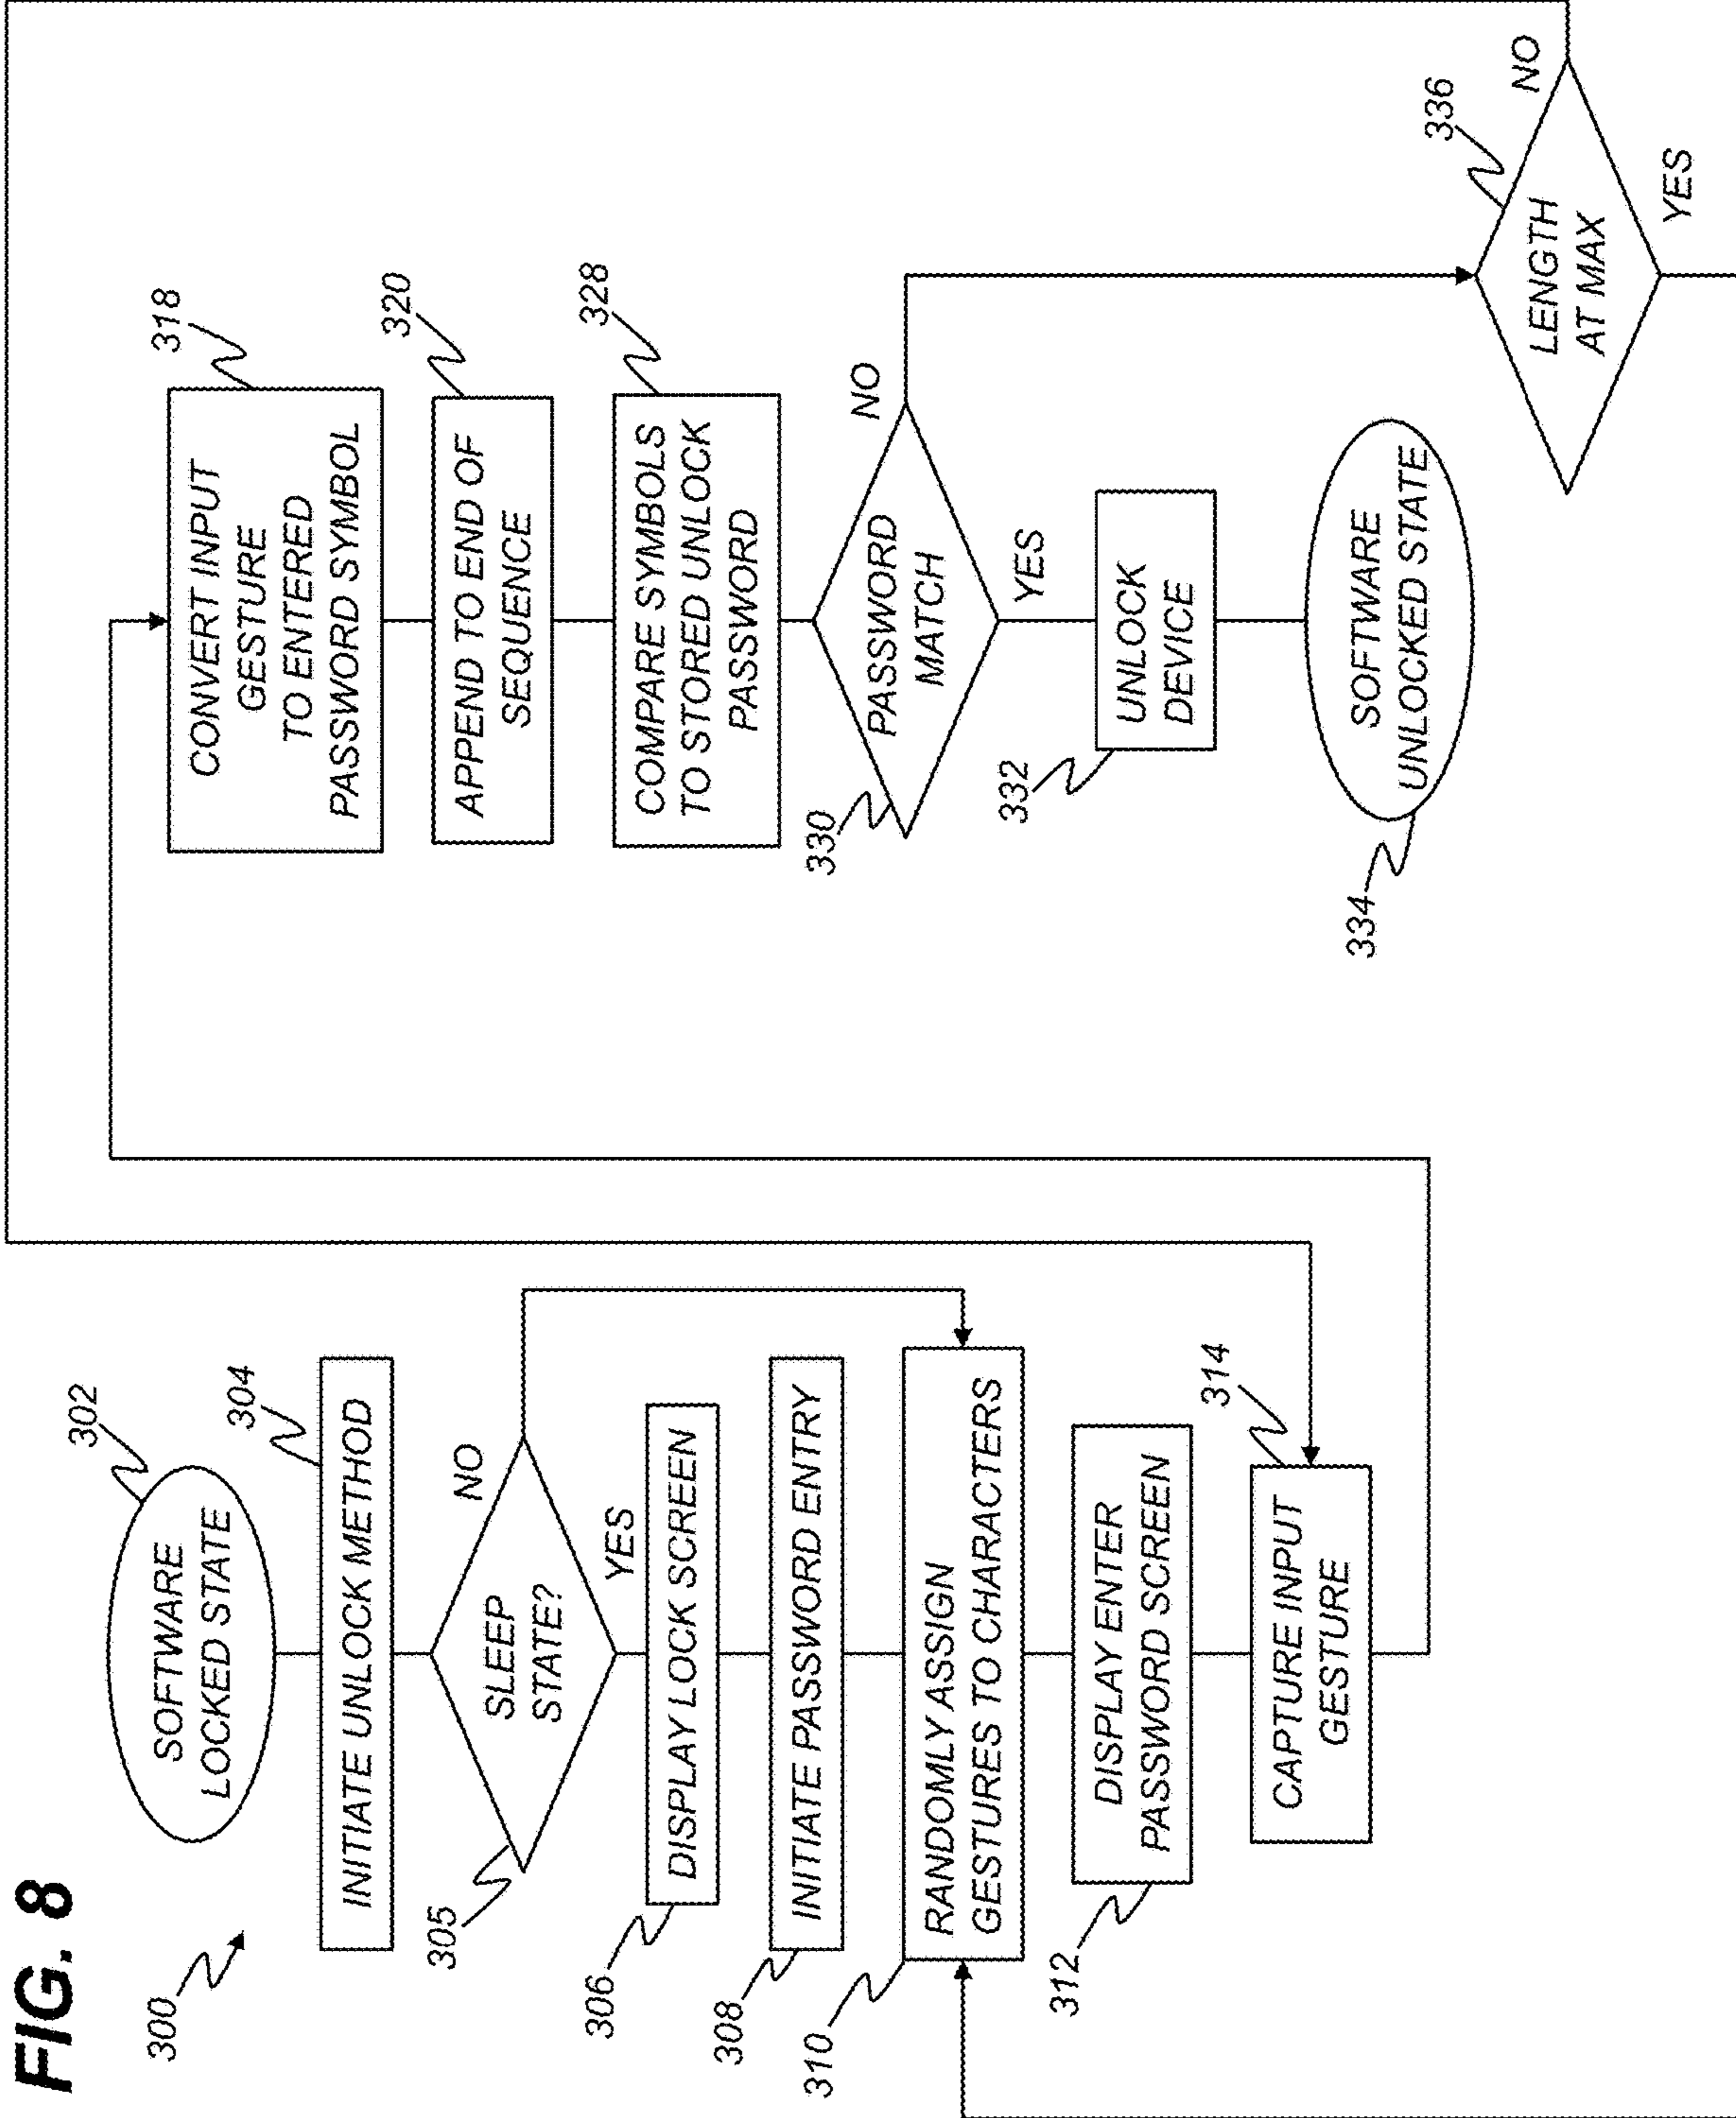 FIG. 8
300
302
SOFTWARE
LOCKED STATE
304
INITIATE UNLOCK METHOD
305
SLEEP
STATE?
NO
YES
306
DISPLAY LOCK SCREEN
308
INITIATE PASSWORD ENTRY
310
RANDOMLY ASSIGN
GESTURES TO CHARACTERS
312
DISPLAY ENTER
PASSWORD SCREEN
314
CAPTURE INPUT
GESTURE
318
CONVERT INPUT
GESTURE
TO ENTERED
PASSWORD SYMBOL
320
APPEND TO END OF
SEQUENCE
328
COMPARE SYMBOLS
TO STORED UNLOCK
PASSWORD
330
PASSWORD
MATCH
NO
YES
332
UNLOCK
DEVICE
334
SOFTWARE
UNLOCKED STATE
336
LENGTH
AT MAX
NO
YES